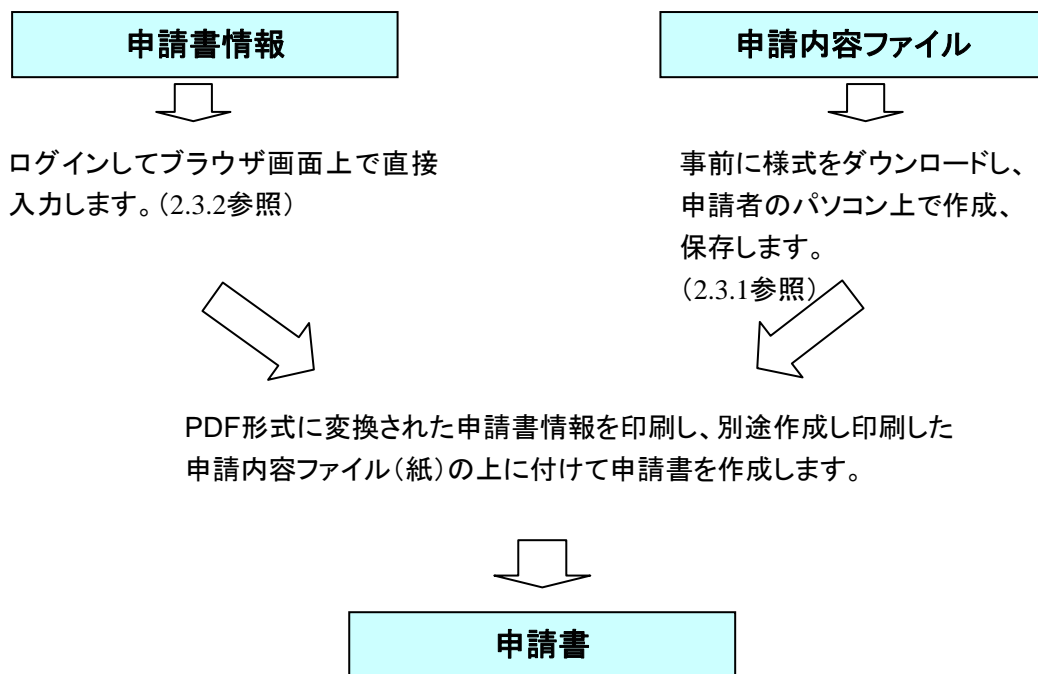 申請書情報
申請内容ファイル
ログインしてブラウザ画面上で直接
入力します。（2.3.2参照）
事前に様式をダウンロードし、
申請者のパソコン上で作成、
保存します。
（2.3.1参照）
PDF形式に変換された申請書情報を印刷し、別途作成し印刷した
申請内容ファイル（紙）の上に付けて申請書を作成します。
申請書